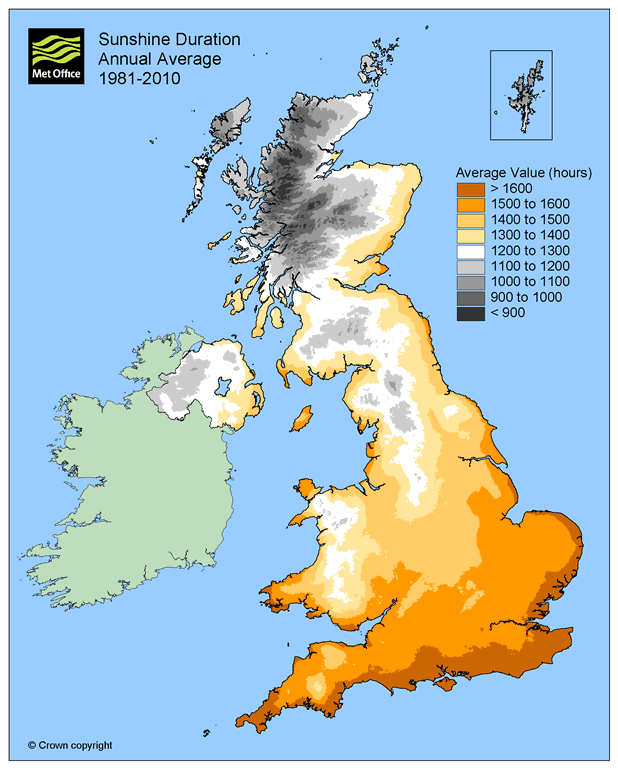 Met Office
Sunshine Duration
Annual Average
1981-2010
Average Value (hours)
> 1600
1500 to 1600
1400 to 1500
1300 to 1400
1200 to 1300
1100 to 1200
1000 to 1100
900 to 1000
< 900
© Crown copyright